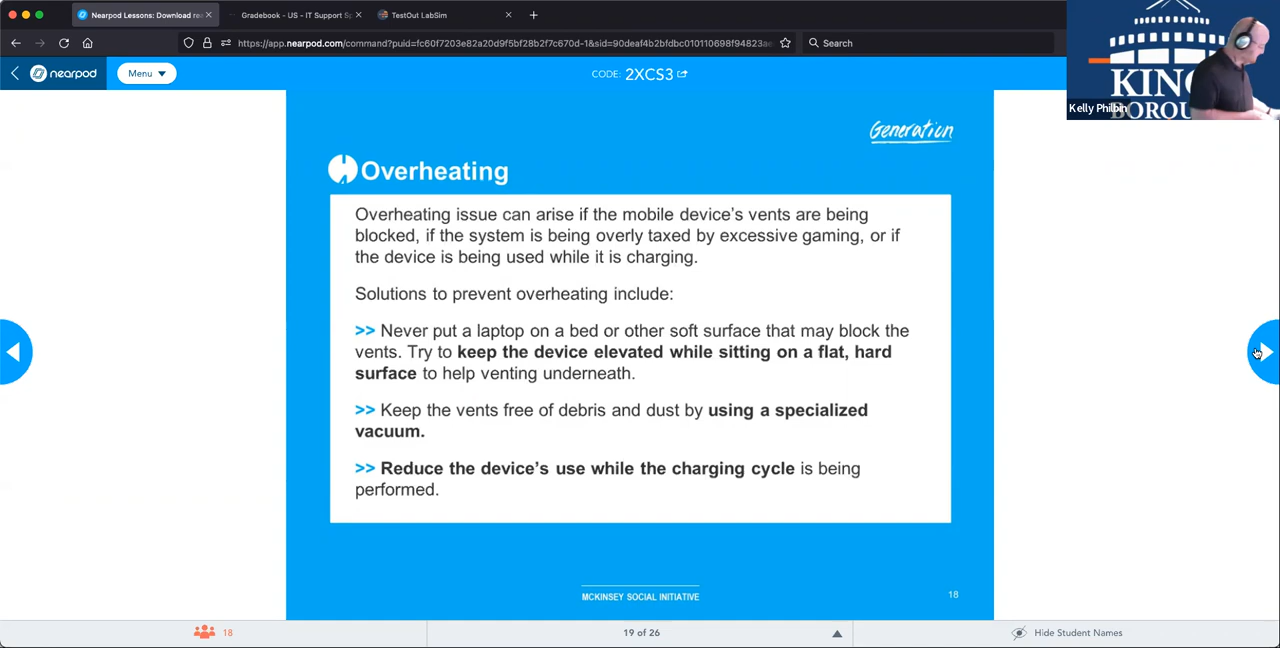 Nearpod Lessons: Download rea
Gradebook - US - IT Support Sp
TestOut LabSim
https://app.nearpod.com/command?puid=fc60f7203e82a20d9f5bf28b2f7c670d-1&sid=90deaf4b2bfdbc010110698f94823ae
Search
nearpod
Menu
CODE: 2XCS3
KING
BOROU
Kelly Philbin
Generation
Overheating
Overheating issue can arise if the mobile device's vents are being
blocked, if the system is being overly taxed by excessive gaming, or if
the device is being used while it is charging.
Solutions to prevent overheating include:
>> Never put a laptop on a bed or other soft surface that may block the
vents. Try to keep the device elevated while sitting on a flat, hard
surface to help venting underneath.
>> Keep the vents free of debris and dust by using a specialized
vacuum.
>> Reduce the device's use while the charging cycle is being
performed.
MCKINSEY SOCIAL INITIATIVE
18
18
19 of 26
Hide Student Names